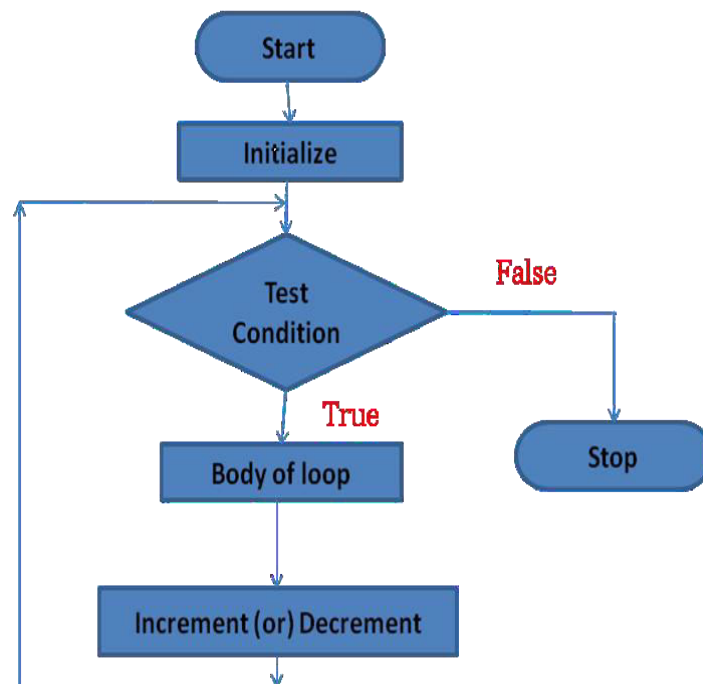 Start
Initialize
Test
Condition
False
True
Body of loop
Stop
Increment (or) Decrement